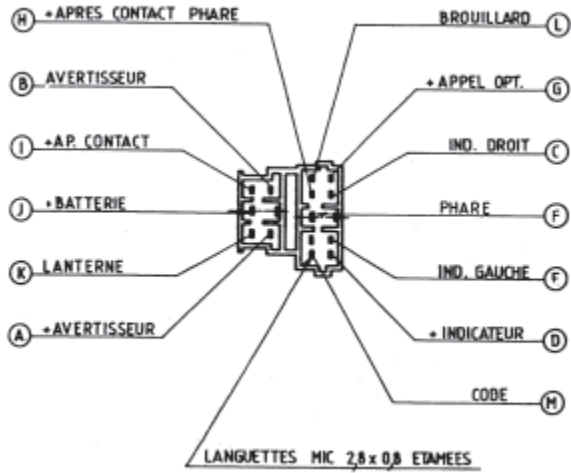 H +APRES CONTACT PHARE
BROUILLARD L
B AVERTISSEUR
+APPEL OPT. G
I +AP. CONTACT
IND. DROIT C
J +BATTERIE
PHARE F
K LANTERNE
IND. GAUCHE F
A +AVERTISSEUR
+INDICATEUR D
CODE M
LANGUETTES MIC 2,8 x 0,8 ETAMEES